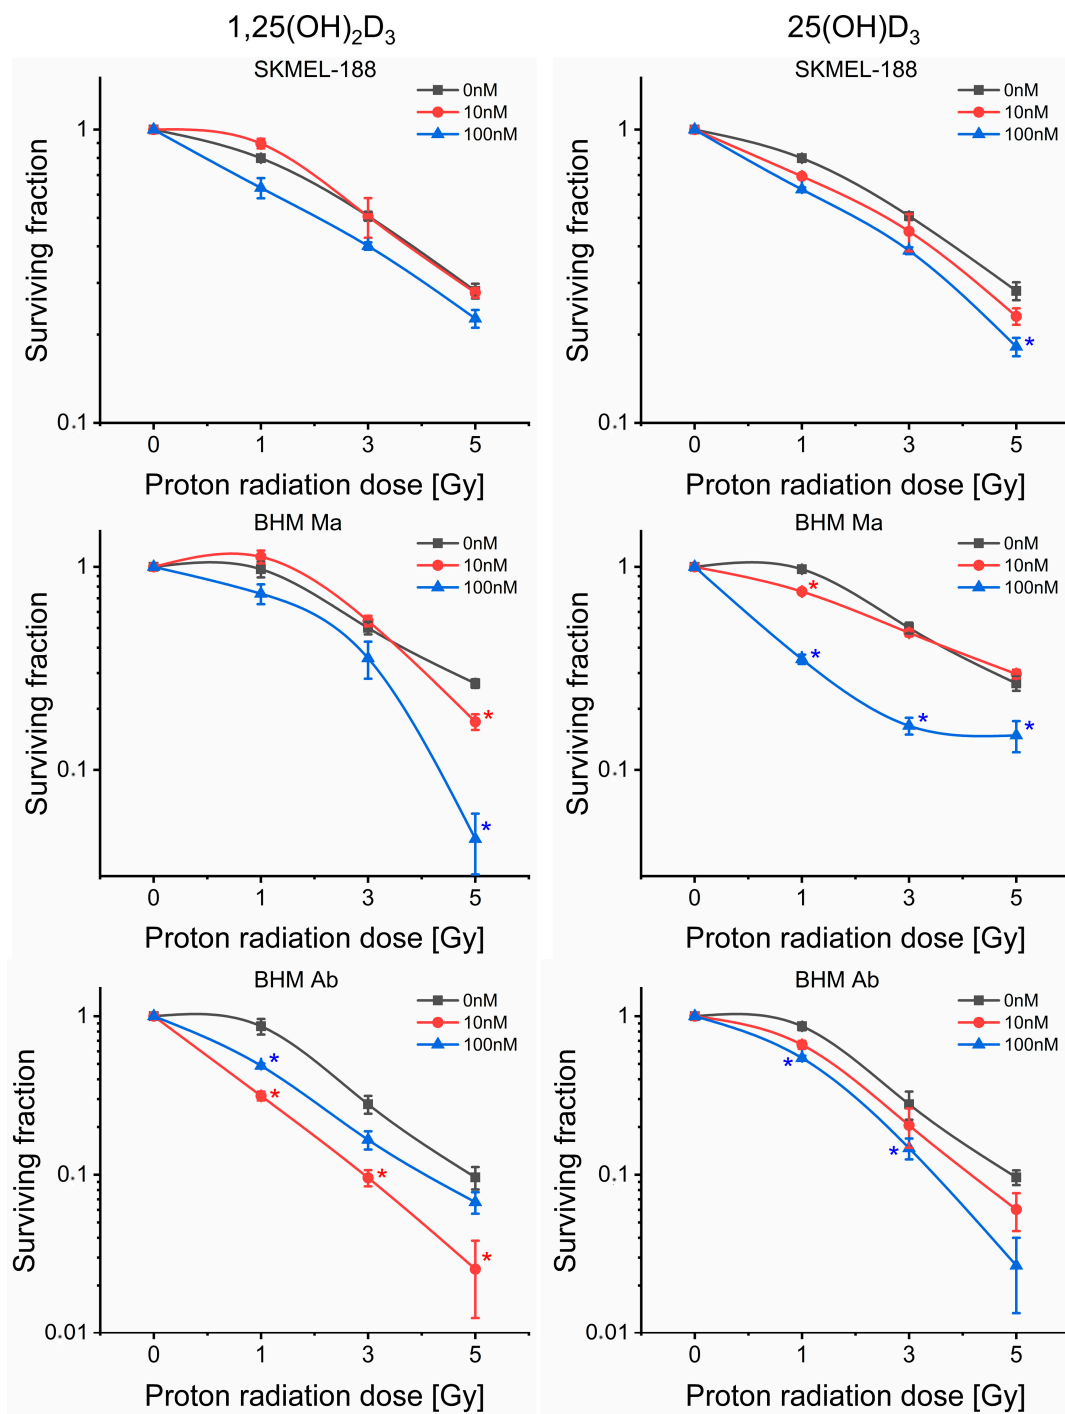 1,25(OH)₂D₃
25(OH)D₃
SKMEL-188
0nM
10nM
100nM
1
0.1
Surviving fraction
0 1 3 5
Proton radiation dose [Gy]
SKMEL-188
0nM
10nM
100nM
1
0.1
Surviving fraction
*
0 1 3 5
Proton radiation dose [Gy]
BHM Ma
0nM
10nM
100nM
1
0.1
Surviving fraction
*
*
0 1 3 5
Proton radiation dose [Gy]
BHM Ma
0nM
10nM
100nM
1
0.1
Surviving fraction
*
*
*
*
0 1 3 5
Proton radiation dose [Gy]
BHM Ab
0nM
10nM
100nM
1
0.1
0.01
Surviving fraction
*
*
*
*
0 1 3 5
Proton radiation dose [Gy]
BHM Ab
0nM
10nM
100nM
1
0.1
0.01
Surviving fraction
*
*
0 1 3 5
Proton radiation dose [Gy]